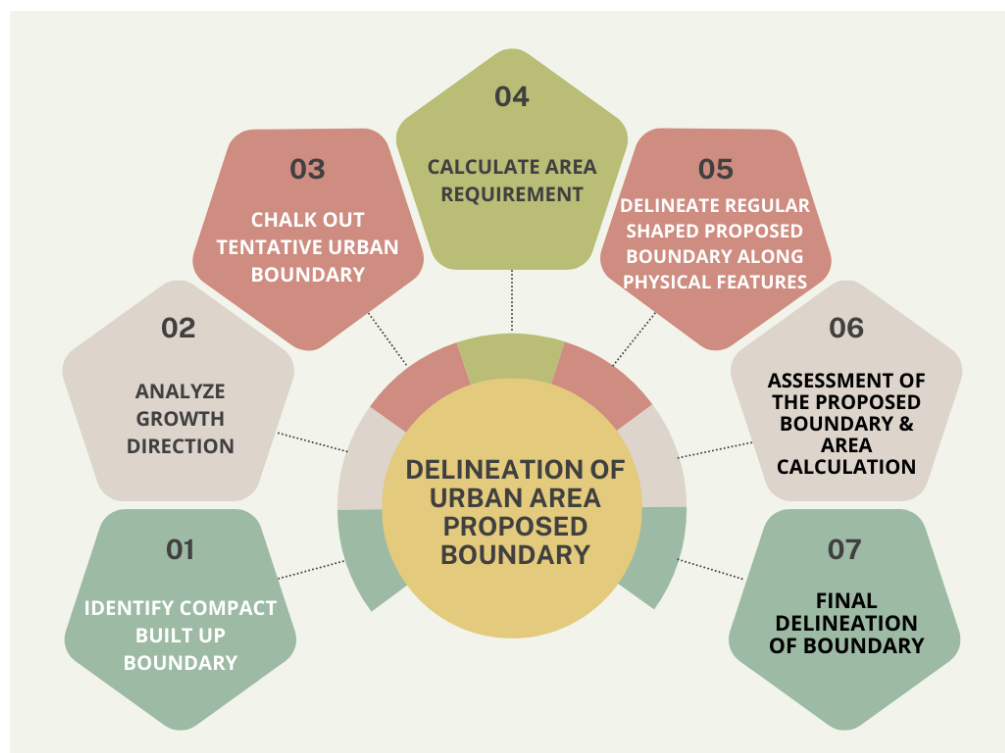 01
IDENTIFY COMPACT
BUILT UP
BOUNDARY
02
ANALYZE
GROWTH
DIRECTION
03
CHALK OUT
TENTATIVE URBAN
BOUNDARY
04
CALCULATE AREA
REQUIREMENT
05
DELINEATE REGULAR
SHAPED PROPOSED
BOUNDARY ALONG
PHYSICAL FEATURES
06
ASSESSMENT OF
THE PROPOSED
BOUNDARY &
AREA
CALCULATION
07
FINAL
DELINEATION
OF BOUNDARY
DELINEATION OF
URBAN AREA
PROPOSED
BOUNDARY